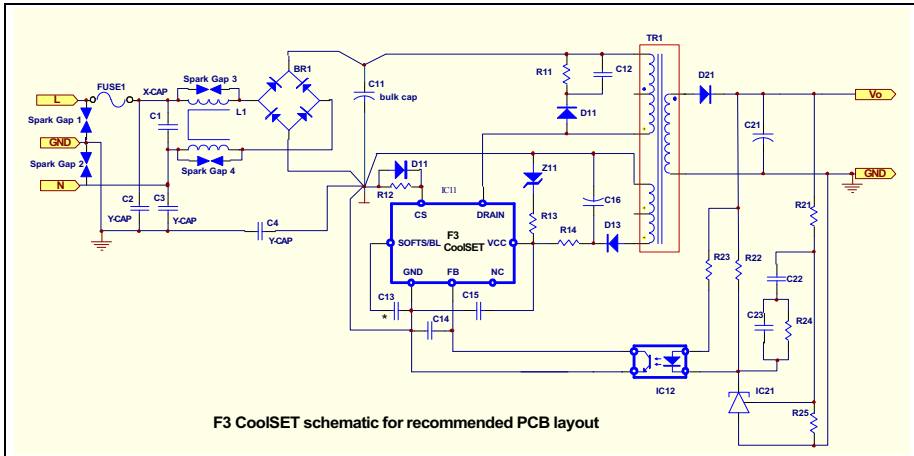 TR1
Spark Gap 3
BR1
R11
C12
D21
FUSE1
C11
bulk cap
L
X-CAP
L1
Vo
Spark Gap 1
C1
D11
C21
GND
Spark Gap 2
Spark Gap 4
D11
Z11
N
R12
IC11
C16
GND
CS
DRAIN
R21
C2
C3
F3
CoolSET
R13
D13
Y-CAP
Y-CAP
C4
Y-CAP
SOFTS/BL
VCC
R14
R23
R22
GND
FB
NC
C22
C13
C15
*
C14
C23
R24
IC12
IC21
R25
F3 CoolSET schematic for recommended PCB layout